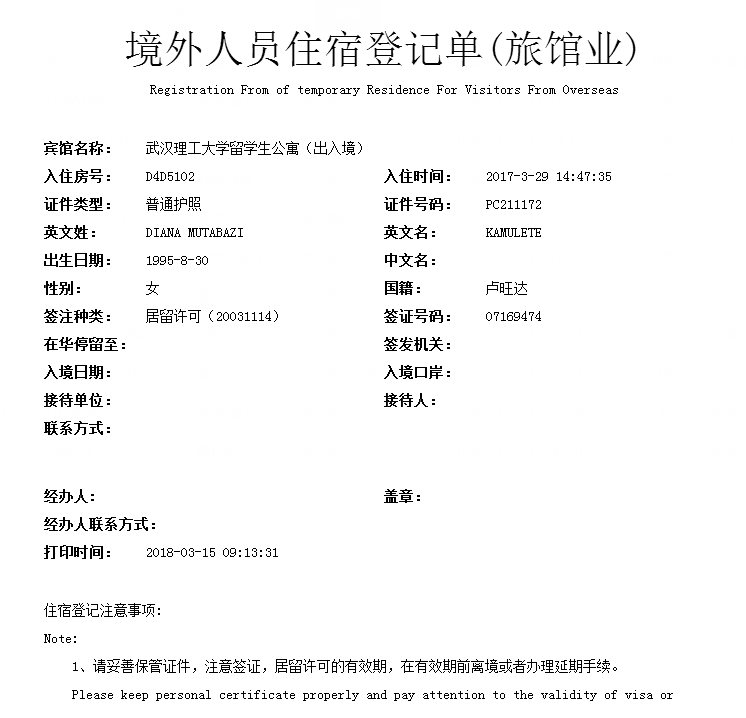 境外人员住宿登记单(旅馆业)
Registration From of temporary Residence For Visitors From Overseas
宾馆名称： 武汉理工大学留学生公寓（出入境）
入住房号： D4D5102 入住时间： 2017-3-29 14:47:35
证件类型： 普通护照 证件号码： PC211172
英文姓： DIANA MUTABAZI 英文名： KAMULETE
出生日期： 1995-8-30 中文名：
性别： 女 国籍： 卢旺达
签注种类： 居留许可（20031114） 签证号码： 07169474
在华停留至： 签发机关：
入境日期： 入境口岸：
接待单位： 接待人：
联系方式：
经办人： 盖章：
经办人联系方式：
打印时间： 2018-03-15 09:13:31
住宿登记注意事项:
Note:
1、请妥善保管证件，注意签证，居留许可的有效期，在有效期前离境或者办理延期手续。
Please keep personal certificate properly and pay attention to the validity of visa or